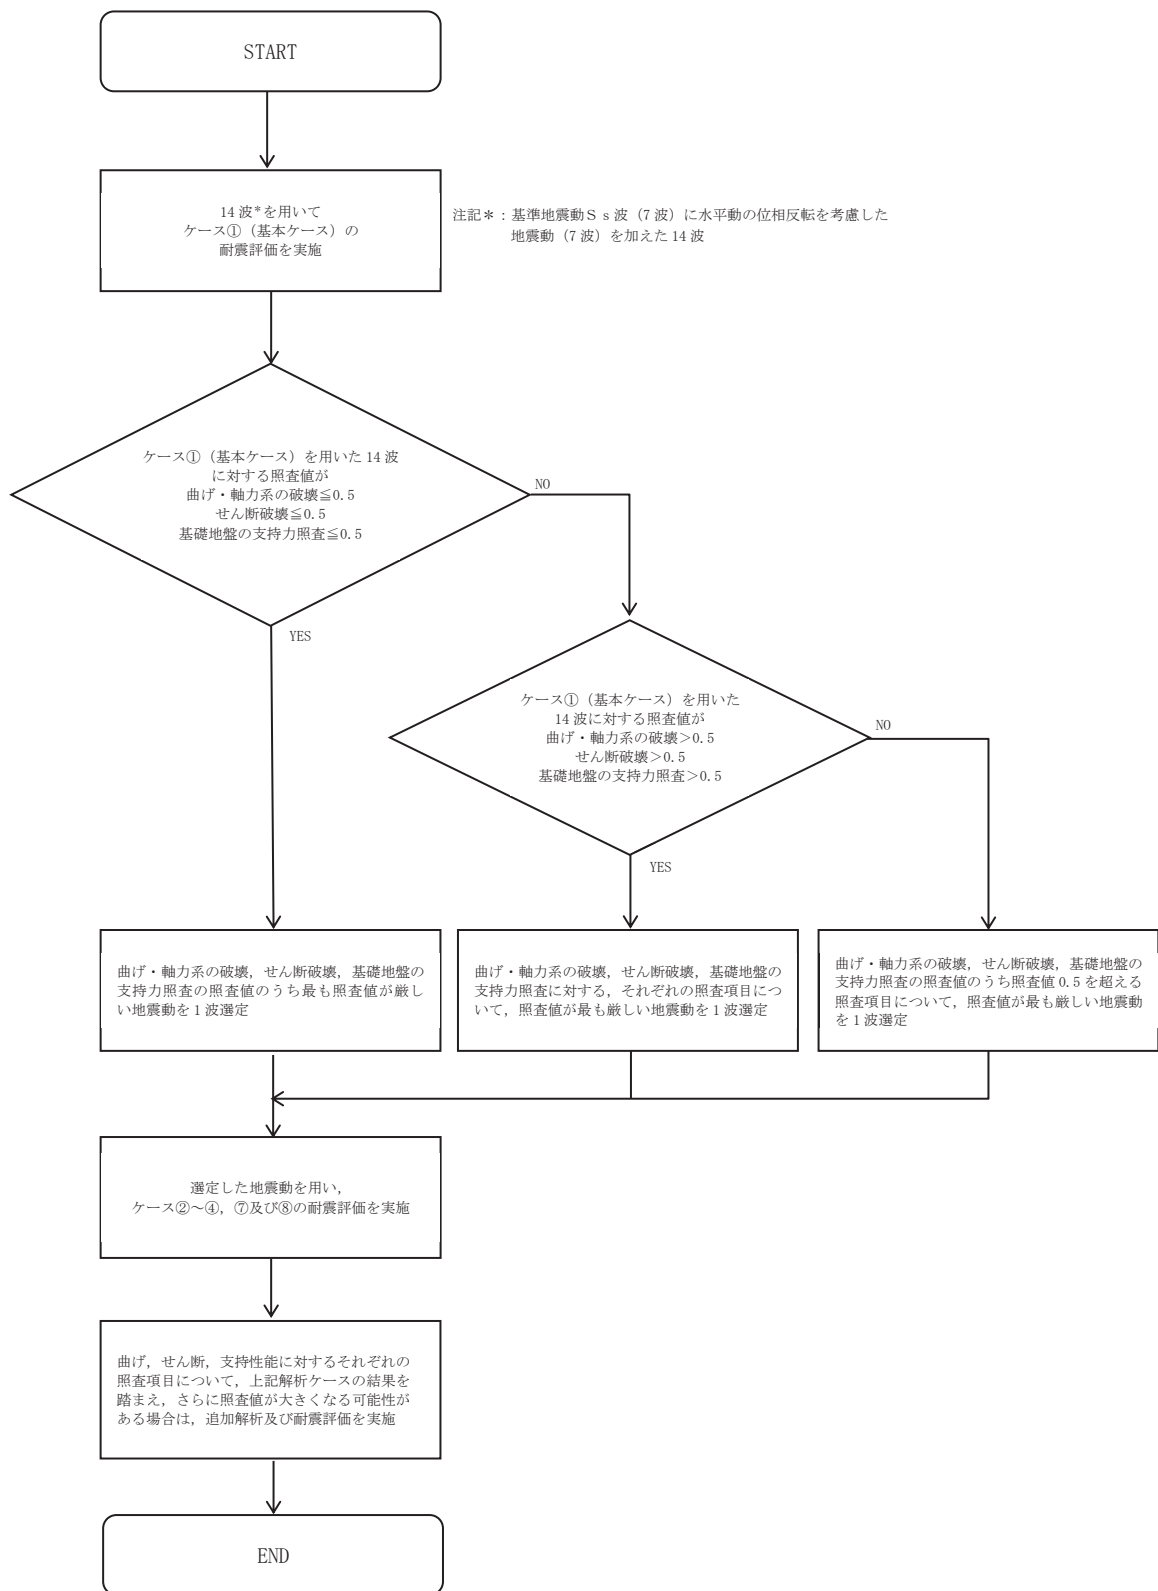 START
14 波*を用いて
ケース①（基本ケース）の
耐震評価を実施
注記＊：基準地震動Ｓｓ波（7 波）に水平動の位相反転を考慮した
地震動（7 波）を加えた 14 波
ケース①（基本ケース）を用いた 14 波
に対する照査値が
曲げ・軸力系の破壊≦0.5
せん断破壊≦0.5
基礎地盤の支持力照査≦0.5
NO
YES
ケース①（基本ケース）を用いた
14 波に対する照査値が
曲げ・軸力系の破壊＞0.5
せん断破壊＞0.5
基礎地盤の支持力照査＞0.5
NO
YES
曲げ・軸力系の破壊，せん断破壊，基礎地盤の
支持力照査の照査値のうち最も照査値が厳し
い地震動を 1 波選定
曲げ・軸力系の破壊，せん断破壊，基礎地盤の
支持力照査に対する，それぞれの照査項目につ
いて，照査値が最も厳しい地震動を 1 波選定
曲げ・軸力系の破壊，せん断破壊，基礎地盤の
支持力照査の照査値のうち照査値 0.5 を超える
照査項目について，照査値が最も厳しい地震動
を 1 波選定
選定した地震動を用い，
ケース②～④，⑦及び⑧の耐震評価を実施
曲げ，せん断，支持性能に対するそれぞれの
照査項目について，上記解析ケースの結果を
踏まえ，さらに照査値が大きくなる可能性が
ある場合は，追加解析及び耐震評価を実施
END